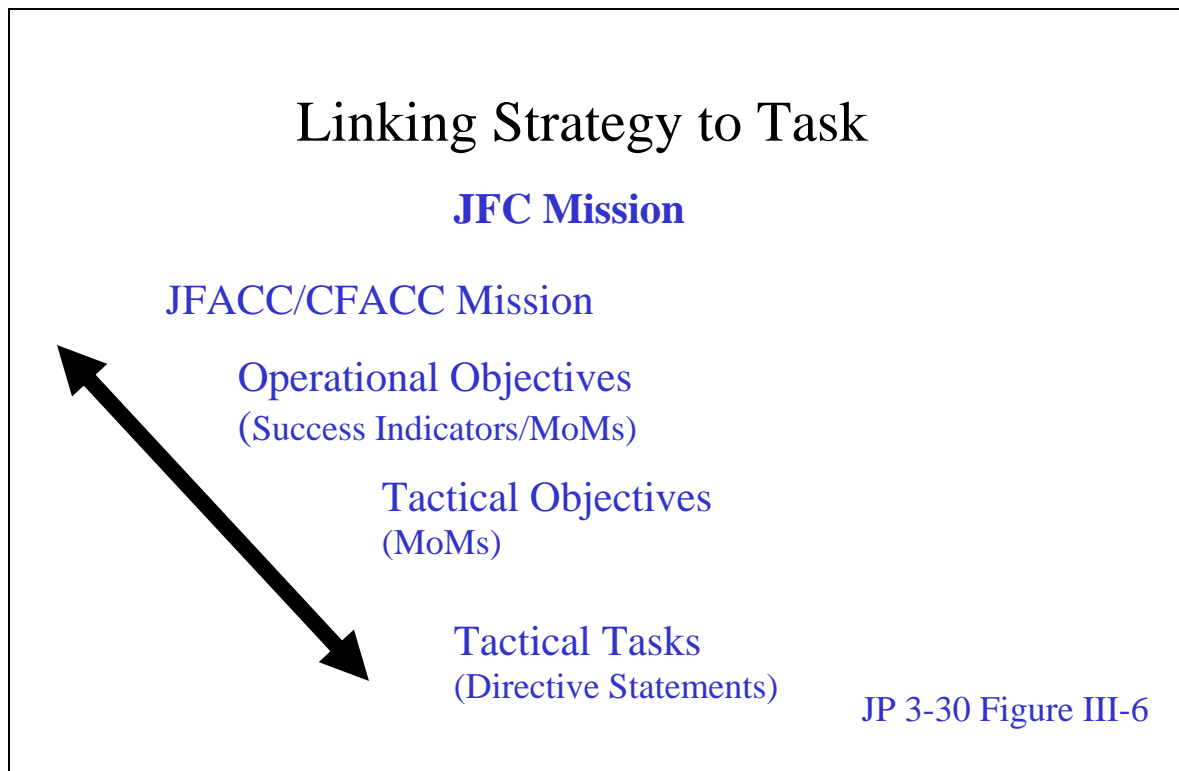 Linking Strategy to Task
JFC Mission
JFACC/CFACC Mission
Operational Objectives
(Success Indicators/MoMs)
Tactical Objectives
(MoMs)
Tactical Tasks
(Directive Statements)
JP 3-30 Figure III-6